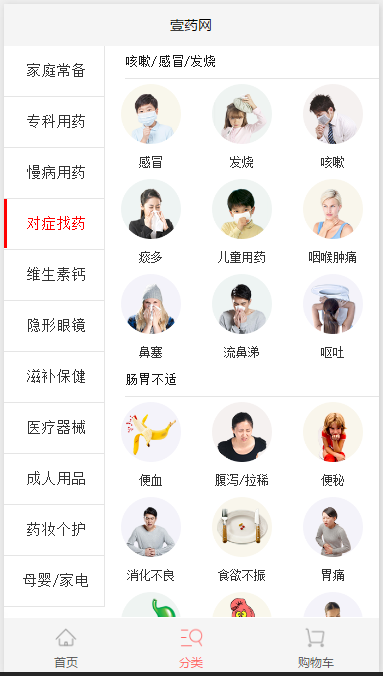 壹药网
家庭常备
专科用药
慢病用药
对症找药
维生素钙
隐形眼镜
滋补保健
医疗器械
成人用品
药妆个护
母婴/家电
咳嗽/感冒/发烧
感冒 发烧 咳嗽
痰多 儿童用药 咽喉肿痛
鼻塞 流鼻涕 呕吐
肠胃不适
便血 腹泻/拉稀 便秘
消化不良 食欲不振 胃痛
首页 分类 购物车